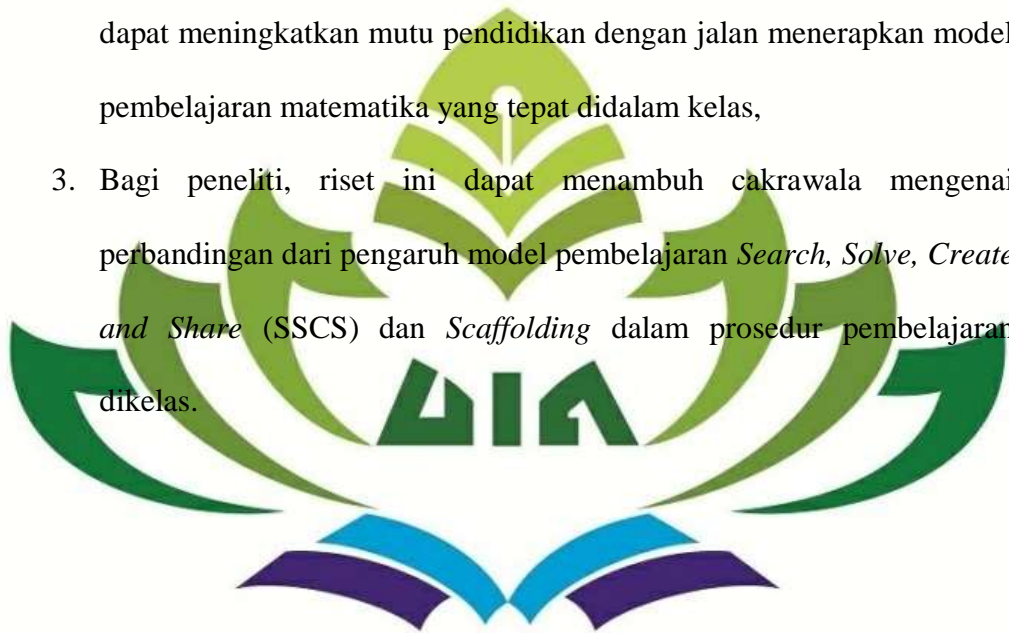 dapat meningkatkan mutu pendidikan dengan jalan menerapkan model
pembelajaran matematika yang tepat didalam kelas,
3. Bagi peneliti, riset ini dapat menambuh cakrawala mengenai
perbandingan dari pengaruh model pembelajaran Search, Solve, Create
and Share (SSCS) dan Scaffolding dalam prosedur pembelajaran
dikelas.
UIN